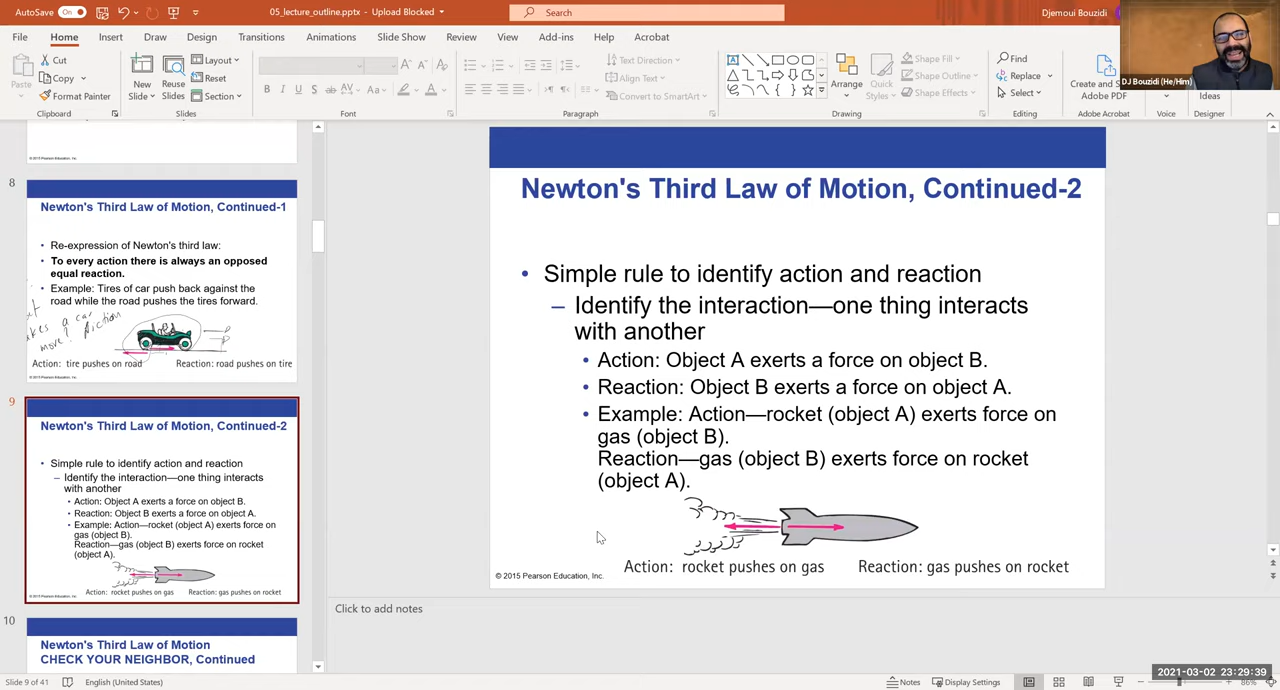 AutoSave On 05_lecture_outline.pptx - Upload Blocked Search Djemoui Bouzidi
File Home Insert Draw Design Transitions Animations Slide Show Review View Add-ins Help Acrobat
DJ Bouzidi (He/Him)
Paste Cut Copy Format Painter
New Slide Reuse Slides Layout Reset Section
B I U S ab AV Aa A
Text Direction Align Text Convert to SmartArt
Arrange Quick Styles Shape Fill Shape Outline Shape Effects
Find Replace Select
Create and S Adobe PDF
Ideas
Clipboard Slides Font Paragraph Drawing Editing Adobe Acrobat Voice Designer
© 2015 Pearson Education, Inc.
8
Newton's Third Law of Motion, Continued-1
• Re-expression of Newton's third law:
• To every action there is always an opposed
equal reaction.
• Example: Tires of car push back against the
road while the road pushes the tires forward.
makes a car
move? friction
Action: tire pushes on road Reaction: road pushes on tire
© 2015 Pearson Education, Inc.
9
Newton's Third Law of Motion, Continued-2
• Simple rule to identify action and reaction
– Identify the interaction—one thing interacts
with another
• Action: Object A exerts a force on object B.
• Reaction: Object B exerts a force on object A.
• Example: Action—rocket (object A) exerts force on
gas (object B).
Reaction—gas (object B) exerts force on rocket
(object A).
Action: rocket pushes on gas Reaction: gas pushes on rocket
© 2015 Pearson Education, Inc.
10
Newton's Third Law of Motion
CHECK YOUR NEIGHBOR, Continued
Newton's Third Law of Motion, Continued-2
• Simple rule to identify action and reaction
– Identify the interaction—one thing interacts
with another
• Action: Object A exerts a force on object B.
• Reaction: Object B exerts a force on object A.
• Example: Action—rocket (object A) exerts force on
gas (object B).
Reaction—gas (object B) exerts force on rocket
(object A).
Action: rocket pushes on gas Reaction: gas pushes on rocket
© 2015 Pearson Education, Inc.
Click to add notes
2021-03-02 23:29:39
Slide 9 of 41 English (United States) Notes Display Settings 86%